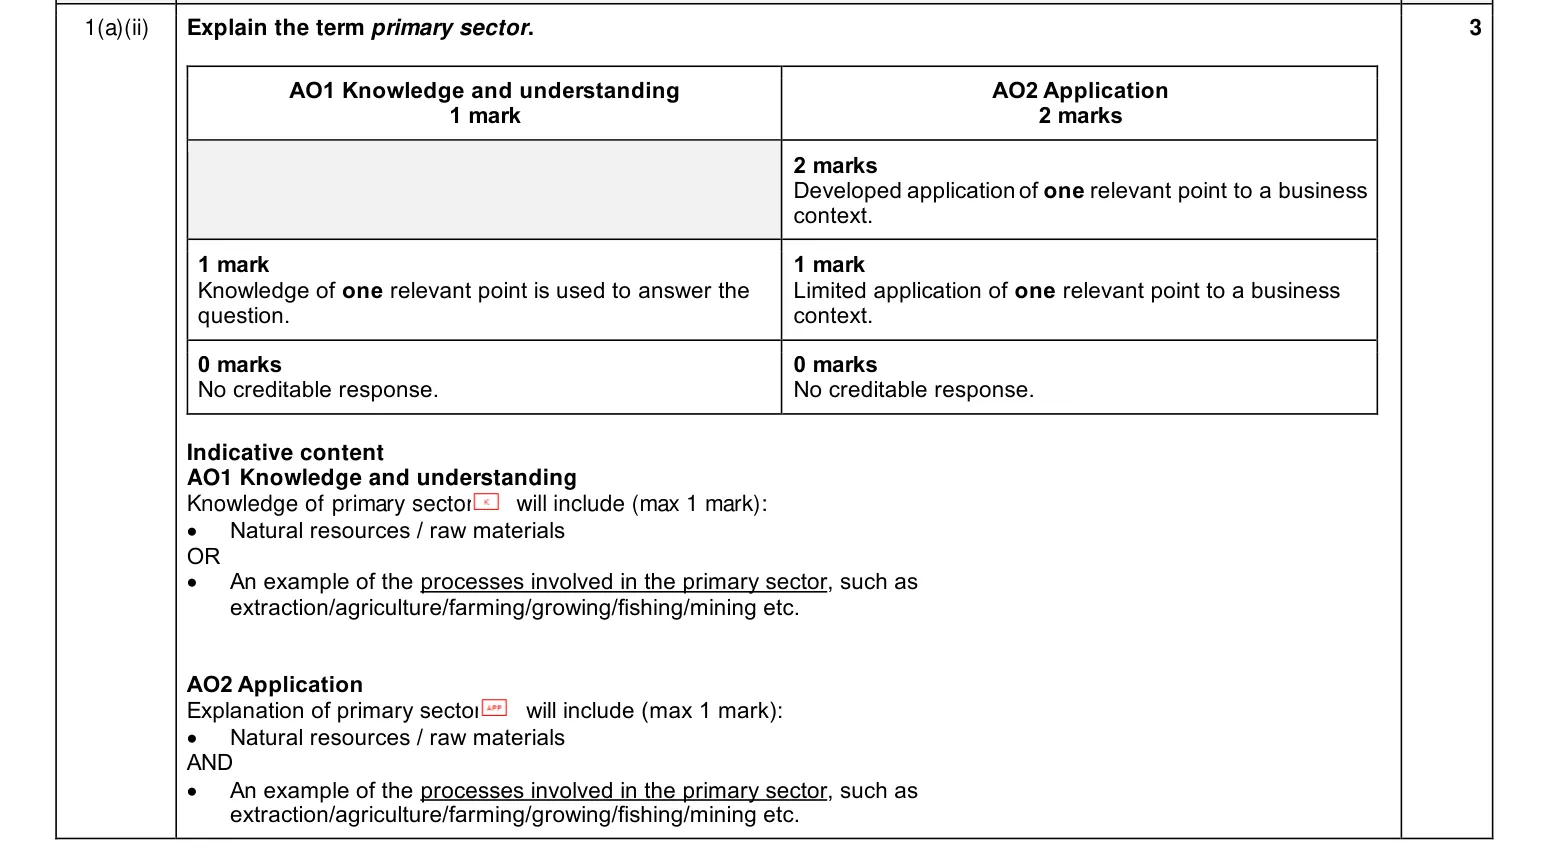 1(a)(ii)
Explain the term primary sector.
3
AO1 Knowledge and understanding
1 mark
AO2 Application
2 marks
2 marks
Developed application of one relevant point to a business
context.
1 mark
Knowledge of one relevant point is used to answer the
question.
1 mark
Limited application of one relevant point to a business
context.
0 marks
No creditable response.
0 marks
No creditable response.
Indicative content
AO1 Knowledge and understanding
Knowledge of primary sector K will include (max 1 mark):
• Natural resources / raw materials
OR
• An example of the processes involved in the primary sector, such as
extraction/agriculture/farming/growing/fishing/mining etc.
AO2 Application
Explanation of primary sector APP will include (max 1 mark):
• Natural resources / raw materials
AND
• An example of the processes involved in the primary sector, such as
extraction/agriculture/farming/growing/fishing/mining etc.